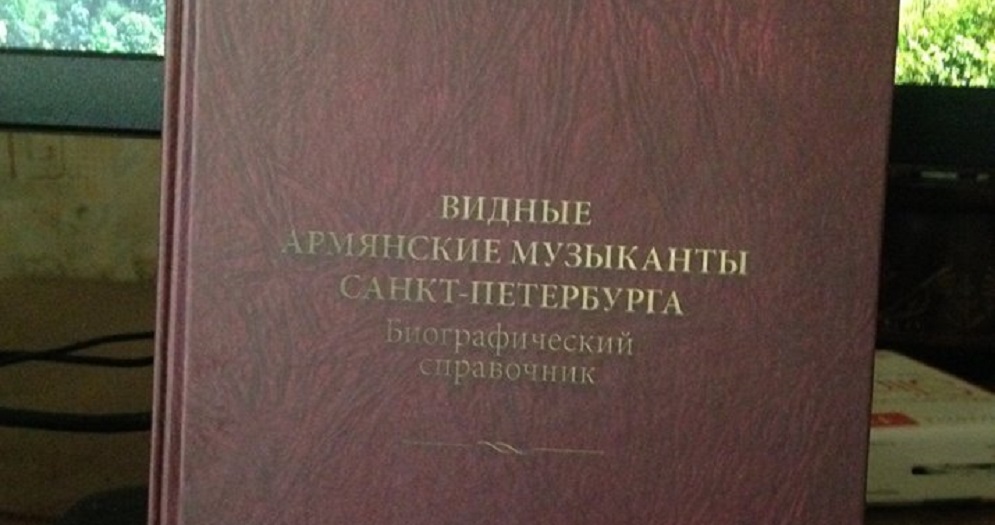 ВИДНЫЕ
АРМЯНСКИЕ МУЗЫКАНТЫ
САНКТ-ПЕТЕРБУРГА
Биографический
справочник